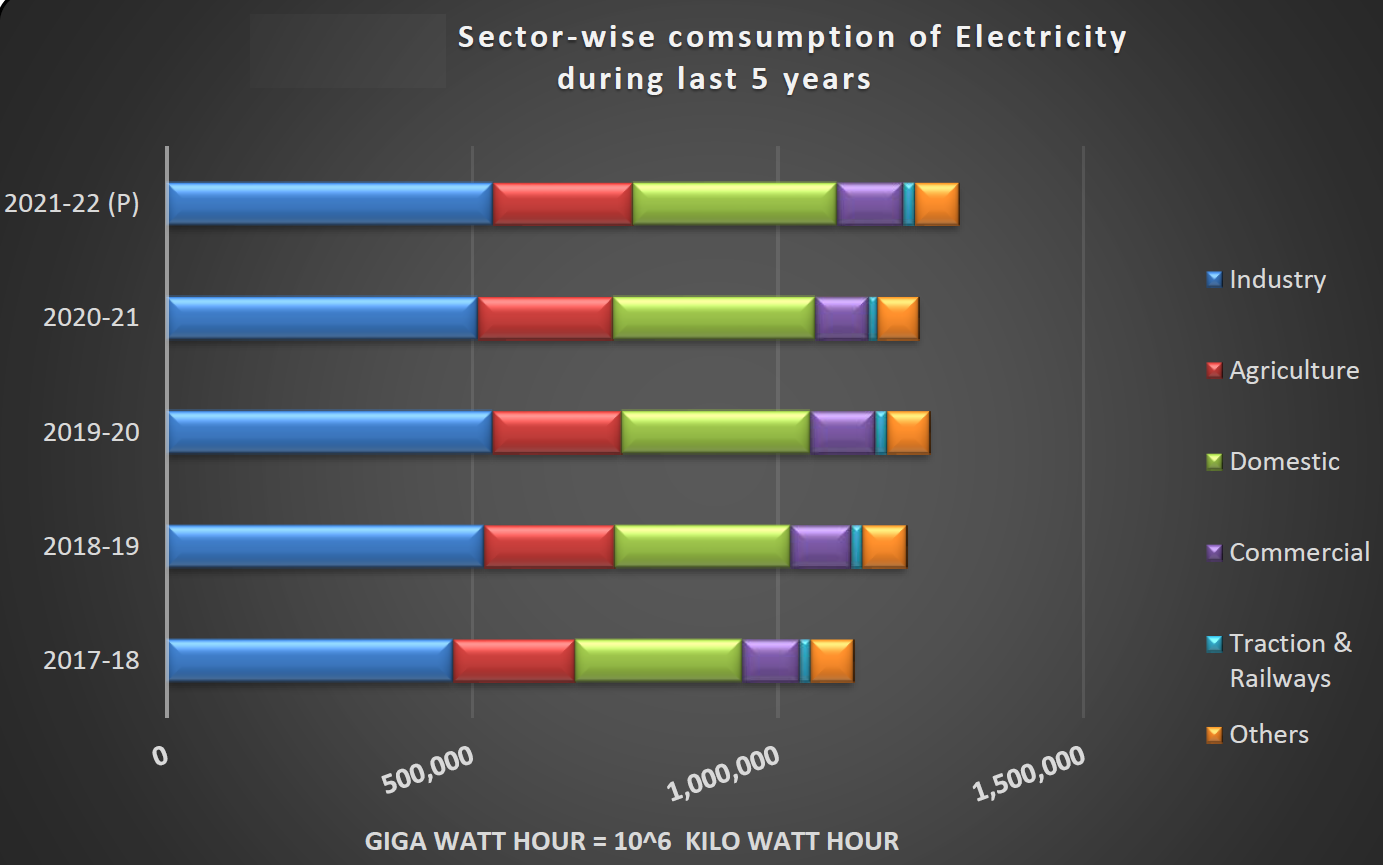 Sector-wise comsumption of Electricity
during last 5 years
2021-22 (P)
2020-21
2019-20
2018-19
2017-18
0
500,000
1,000,000
1,500,000
GIGA WATT HOUR = 10^6  KILO WATT HOUR
Industry
Agriculture
Domestic
Commercial
Traction &
Railways
Others